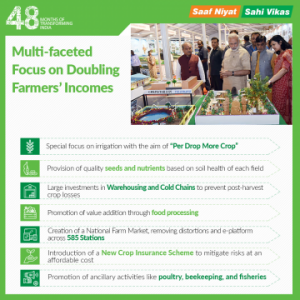 48 MONTHS OF
TRANSFORMING
INDIA
Saaf Niyat Sahi Vikas
Multi-faceted
Focus on Doubling
Farmers' Incomes
Special focus on irrigation with the aim of "Per Drop More Crop"
Provision of quality seeds and nutrients based on soil health of each field
Large investments in Warehousing and Cold Chains to prevent post-harvest
crop losses
Promotion of value addition through food processing
Creation of a National Farm Market, removing distortions and e-platform
across 585 Stations
Introduction of a New Crop Insurance Scheme to mitigate risks at an
affordable cost
Promotion of ancillary activities like poultry, beekeeping, and fisheries